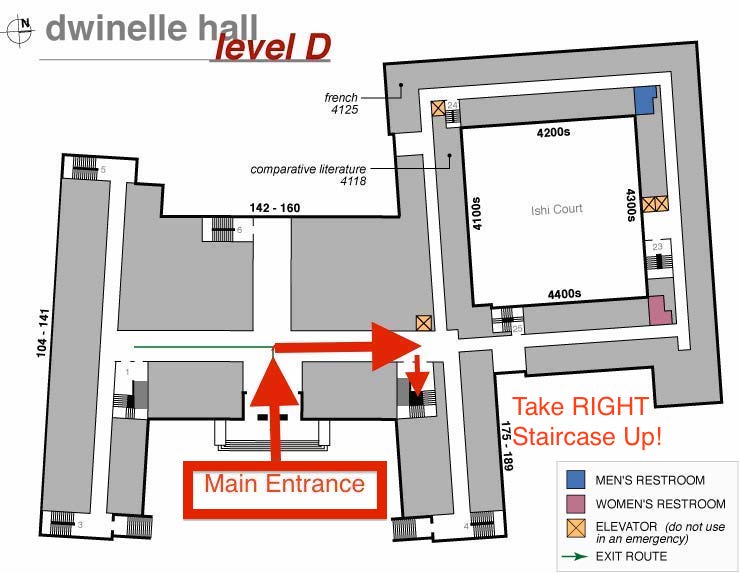 N
dwinelle hall
level D
french
4125
24
4200s
comparative literature
4118
5
142 - 160
4100s
Ishi Court
4300s
6
23
4400s
25
104 - 141
1
Take RIGHT
Staircase Up!
175 - 189
Main Entrance
3
4
MEN'S RESTROOM
WOMEN'S RESTROOM
ELEVATOR (do not use
in an emergency)
EXIT ROUTE